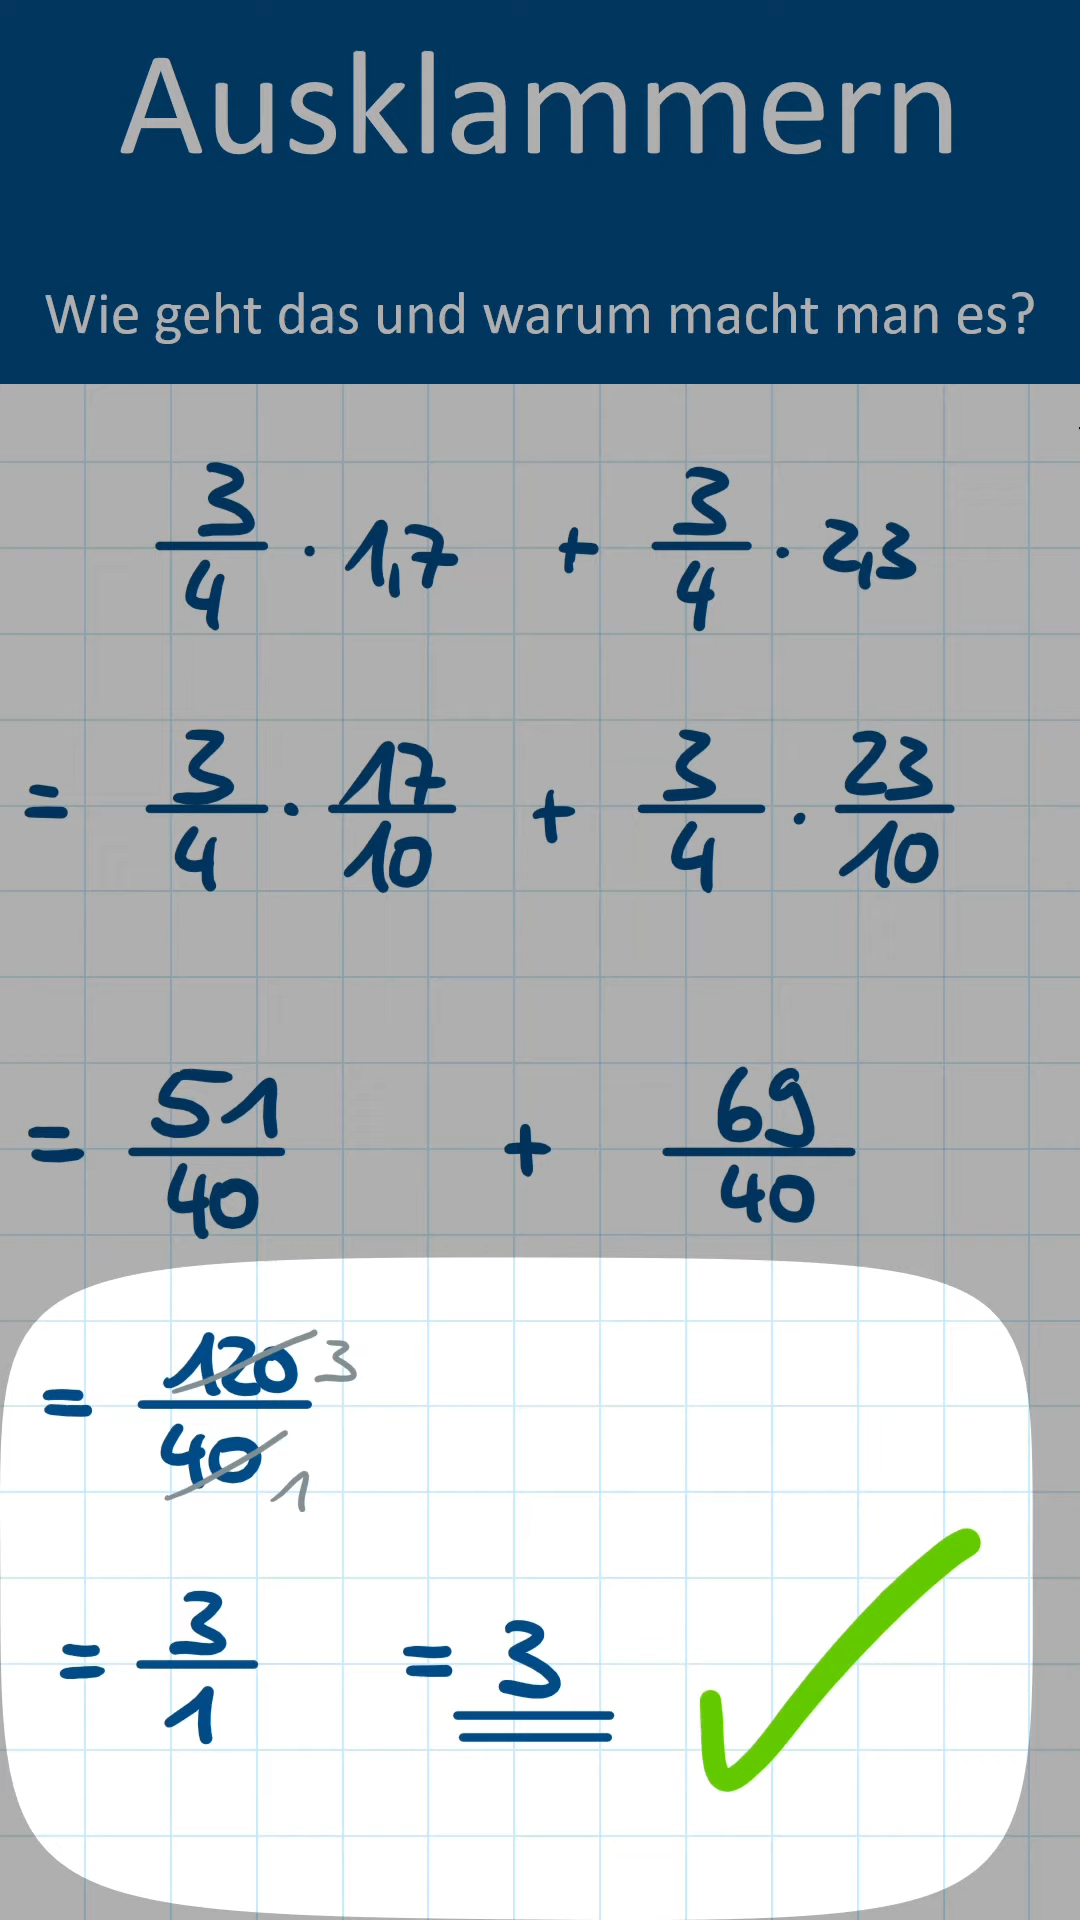 Ausklammern
Wie geht das und warum macht man es?
3/4 · 1,7 + 3/4 · 2,3
= 3/4 · 17/10 + 3/4 · 23/10
= 51/40 + 69/40
= 120/40 3 1
= 3/1 = 3